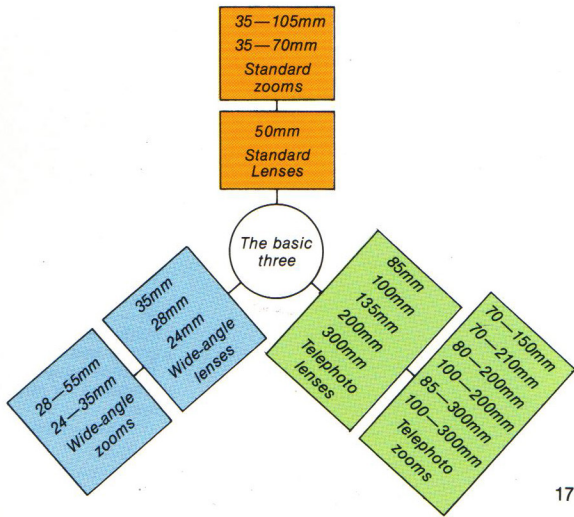 35—105mm
35—70mm
Standard
zooms
50mm
Standard
Lenses
The basic
three
35mm
28mm
24mm
Wide-angle
lenses
28—55mm
24—35mm
Wide-angle
zooms
85mm
100mm
135mm
200mm
300mm
Telephoto
lenses
70—150mm
70—210mm
80—200mm
100—200mm
85—300mm
100—300mm
Telephoto
zooms
17